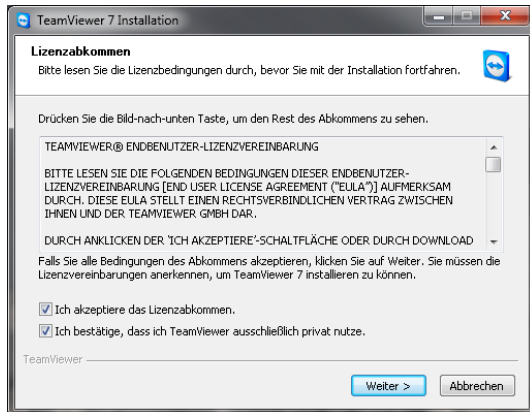 TeamViewer 7 Installation
Lizenzabkommen
Bitte lesen Sie die Lizenzbedingungen durch, bevor Sie mit der Installation fortfahren.
Drücken Sie die Bild-nach-unten Taste, um den Rest des Abkommens zu sehen.
TEAMVIEWER® ENDBENUTZER-LIZENZVEREINBARUNG
BITTE LESEN SIE DIE FOLGENDEN BEDINGUNGEN DIESER ENDBENUTZER-
LIZENZVEREINBARUNG [END USER LICENSE AGREEMENT ("EULA")] AUFMERKSAM
DURCH. DIESE EULA STELLT EINEN RECHTSVERBINDLICHEN VERTRAG ZWISCHEN
IHNEN UND DER TEAMVIEWER GMBH DAR.
DURCH ANKLICKEN DER 'ICH AKZEPTIERE'-SCHALTFLÄCHE ODER DURCH DOWNLOAD
Falls Sie alle Bedingungen des Abkommens akzeptieren, klicken Sie auf Weiter. Sie müssen die
Lizenzvereinbarungen anerkennen, um TeamViewer 7 installieren zu können.
Ich akzeptiere das Lizenzabkommen.
Ich bestätige, dass ich TeamViewer ausschließlich privat nutze.
TeamViewer
Weiter >
Abbrechen